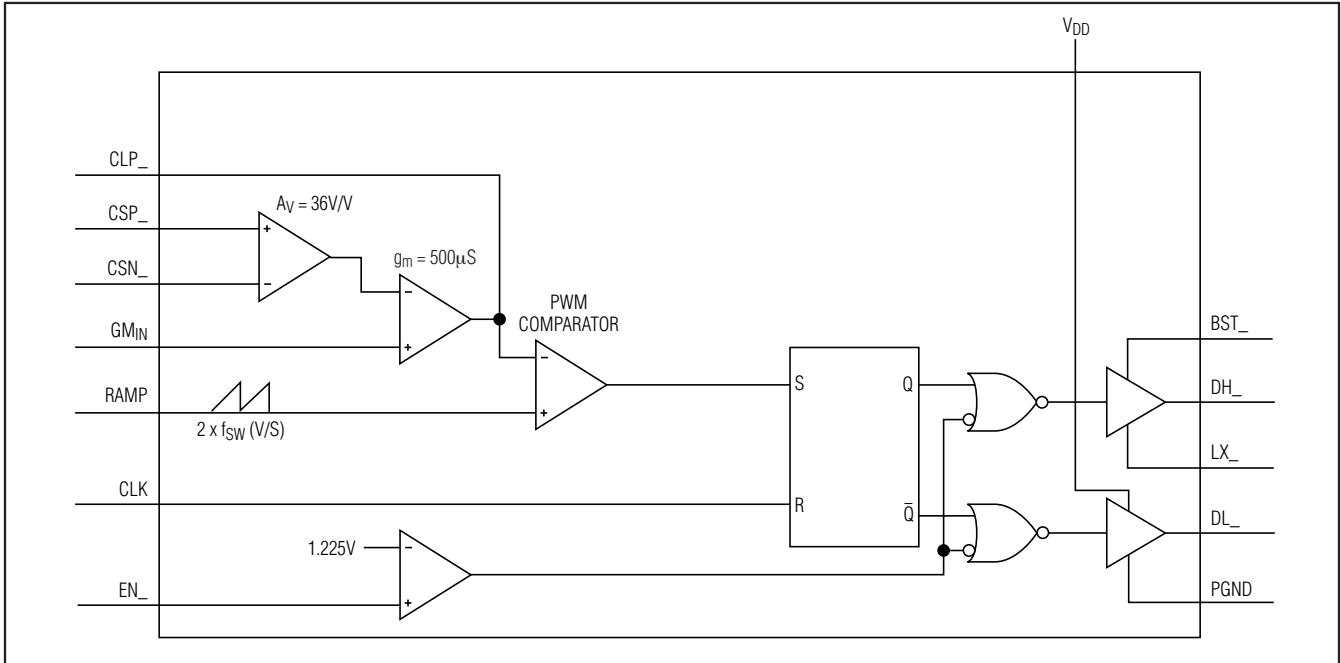 V_DD
CLP_
A_V = 36V/V
CSP_
+
g_m = 500μS
CSN_
−
−
PWM
COMPARATOR
BST_
GM_IN
+
−
S
Q
DH_
RAMP
+
2 x f_SW (V/S)
LX_
CLK
R
Q̄
DL_
1.225V
−
EN_
+
PGND